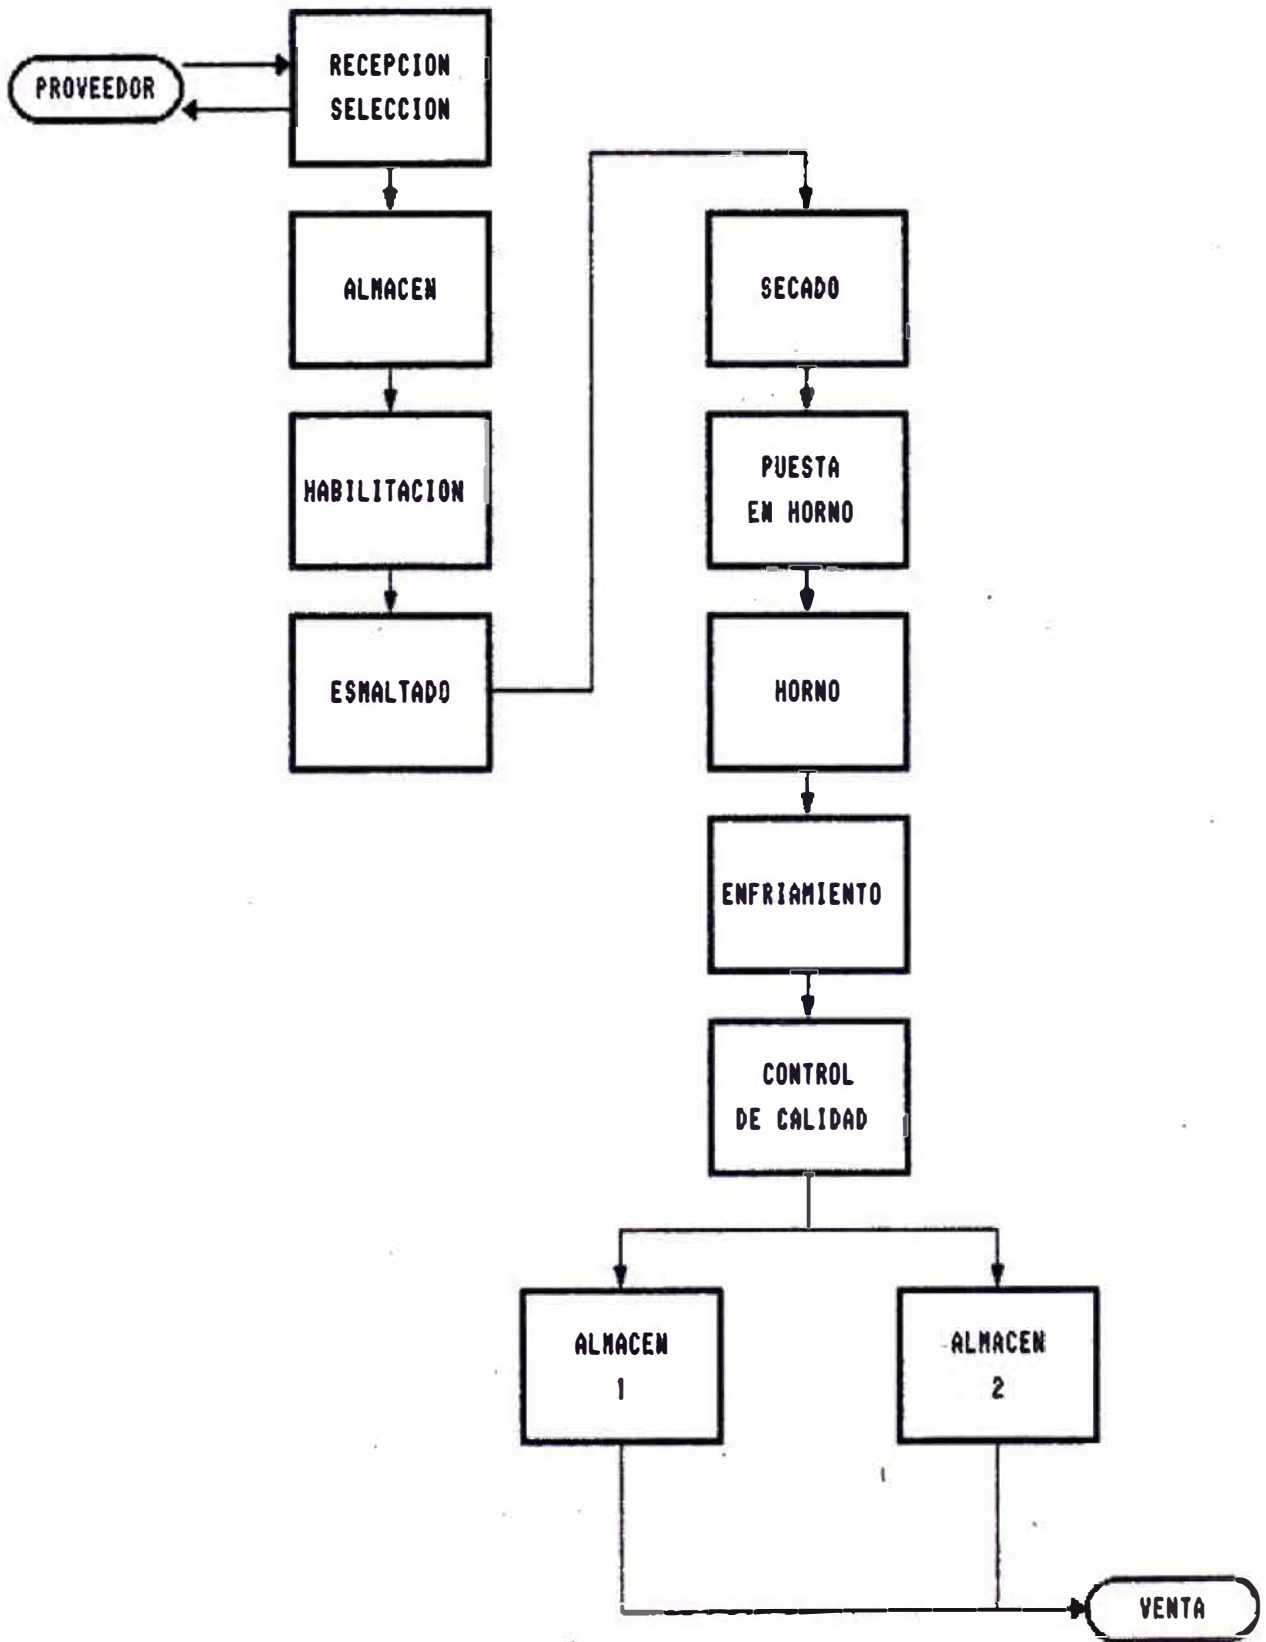 PROVEEDOR
RECEPCION
SELECCION
ALMACEN
HABILITACION
ESMALTADO
SECADO
PUESTA
EN HORNO
HORNO
ENFRIAMIENTO
CONTROL
DE CALIDAD
ALMACEN
1
ALMACEN
2
VENTA